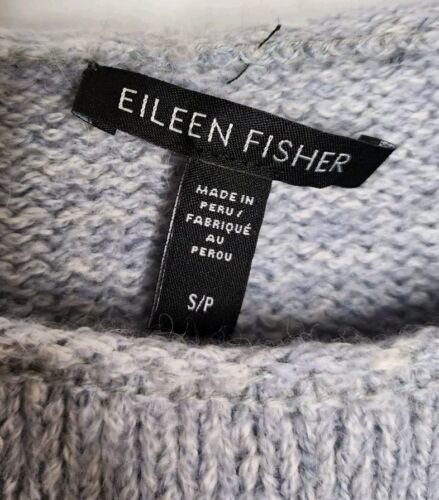 EILEEN FISHER
MADE IN
PERU /
FABRIQUÉ
AU
PEROU
S/P